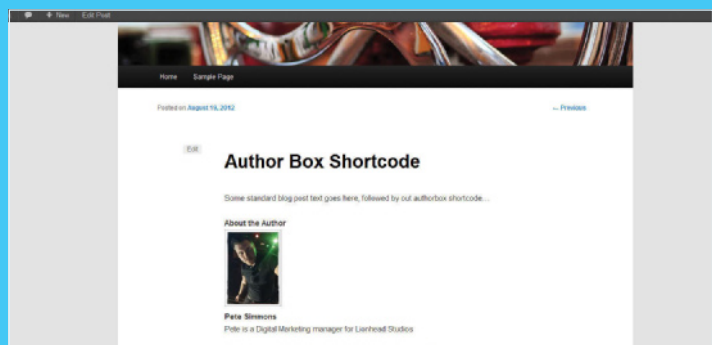 New Edit Post
Home Sample Page
Posted on August 19, 2012 ← Previous
Edit
Author Box Shortcode
Some standard blog post text goes here, followed by out authorbox shortcode...
About the Author
Pete Simmons
Pete is a Digital Marketing manager for Lionhead Studios